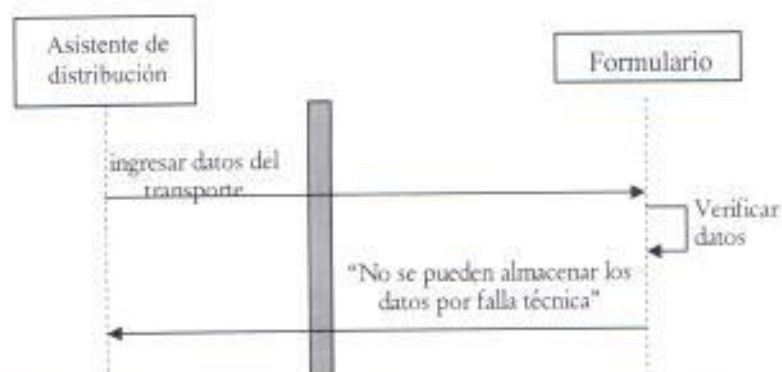 Asistente de
distribución
Formulario
ingresar datos del
transporte
Verificar
datos
"No se pueden almacenar los
datos por falla técnica"